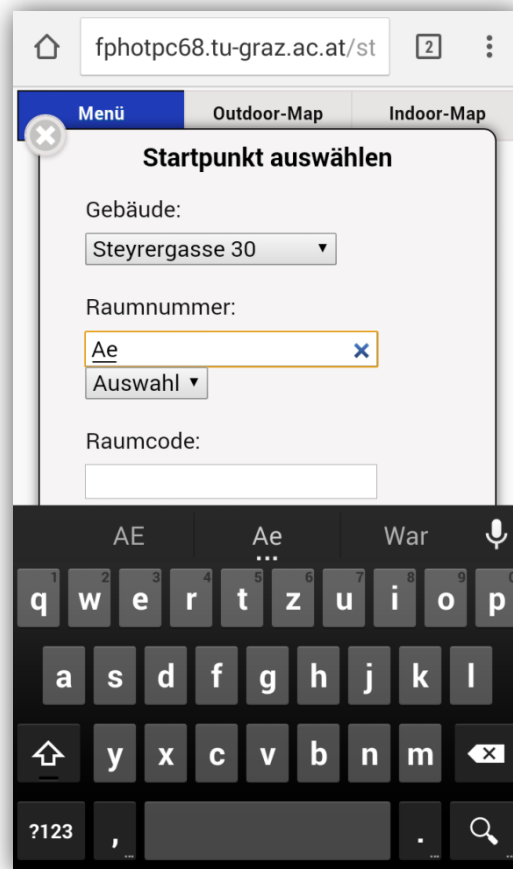 fphotpc68.tu-graz.ac.at/st 2
Menü Outdoor-Map Indoor-Map
Startpunkt auswählen
Gebäude:
Steyrergasse 30
Raumnummer:
Ae
Auswahl
Raumcode:
AE Ae War
1 2 3 4 5 6 7 8 9 0
q w e r t z u i o p
a s d f g h j k l
y x c v b n m
?123 , .